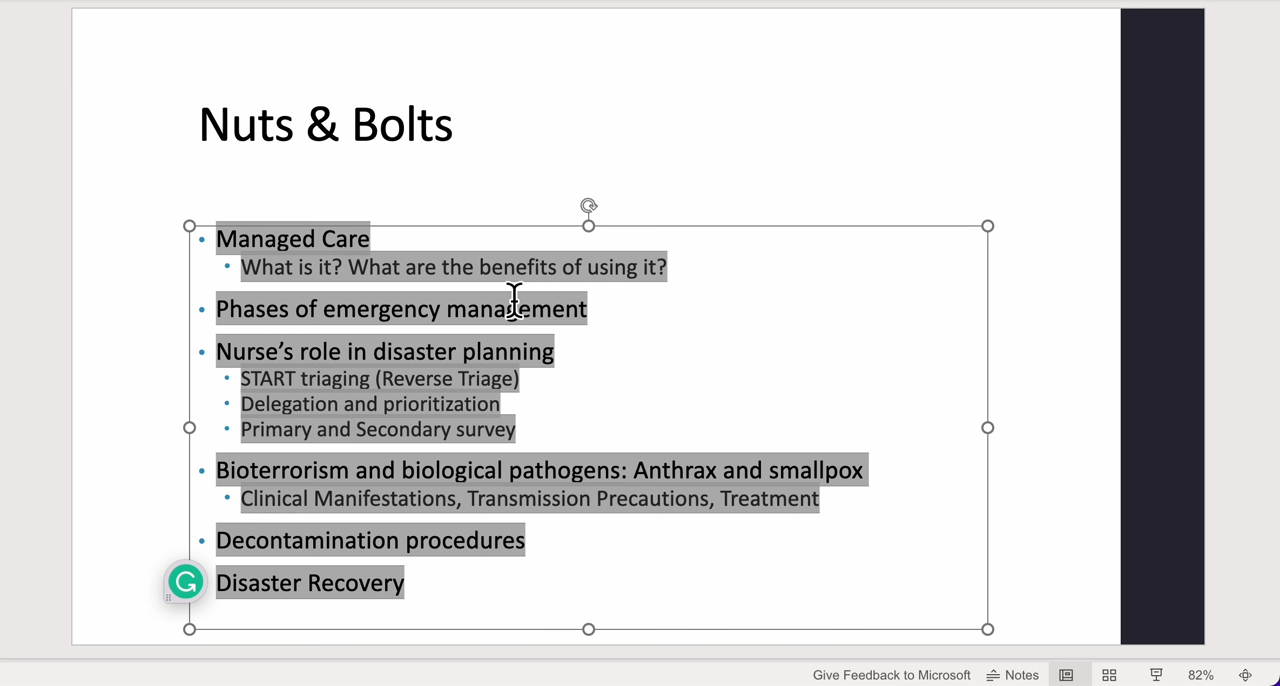 Nuts & Bolts
Managed Care
What is it? What are the benefits of using it?
Phases of emergency management
Nurse’s role in disaster planning
START triaging (Reverse Triage)
Delegation and prioritization
Primary and Secondary survey
Bioterrorism and biological pathogens: Anthrax and smallpox
Clinical Manifestations, Transmission Precautions, Treatment
Decontamination procedures
Disaster Recovery
Give Feedback to Microsoft Notes 82%